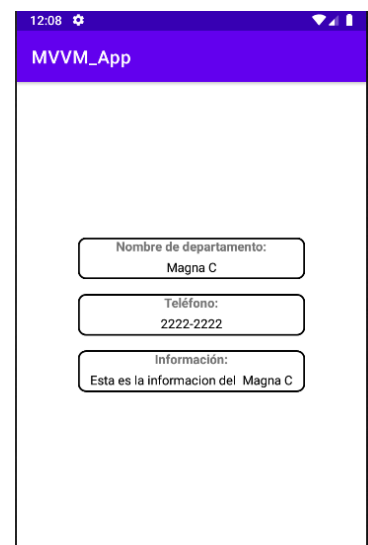 12:08
MVVM_App
Nombre de departamento:
Magna C
Teléfono:
2222-2222
Información:
Esta es la informacion del  Magna C